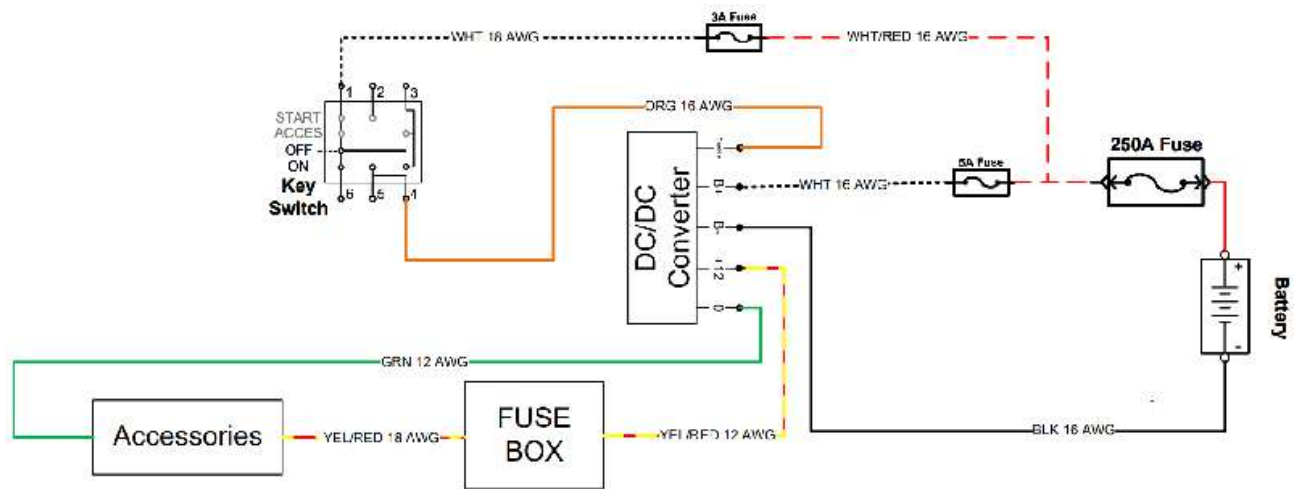 3A Fuse
WHT 18 AWG
WHT/RED 16 AWG
1 2 3
ORG 16 AWG
START
ACCES
OFF
ON
Key
Switch
6 5 4
DC/DC
Converter
B-
12
WHT 16 AWG
5A Fuse
250A Fuse
+
-
Battery
GRN 12 AWG
Accessories
YEL/RED 18 AWG
FUSE
BOX
YEL/RED 12 AWG
BLK 16 AWG